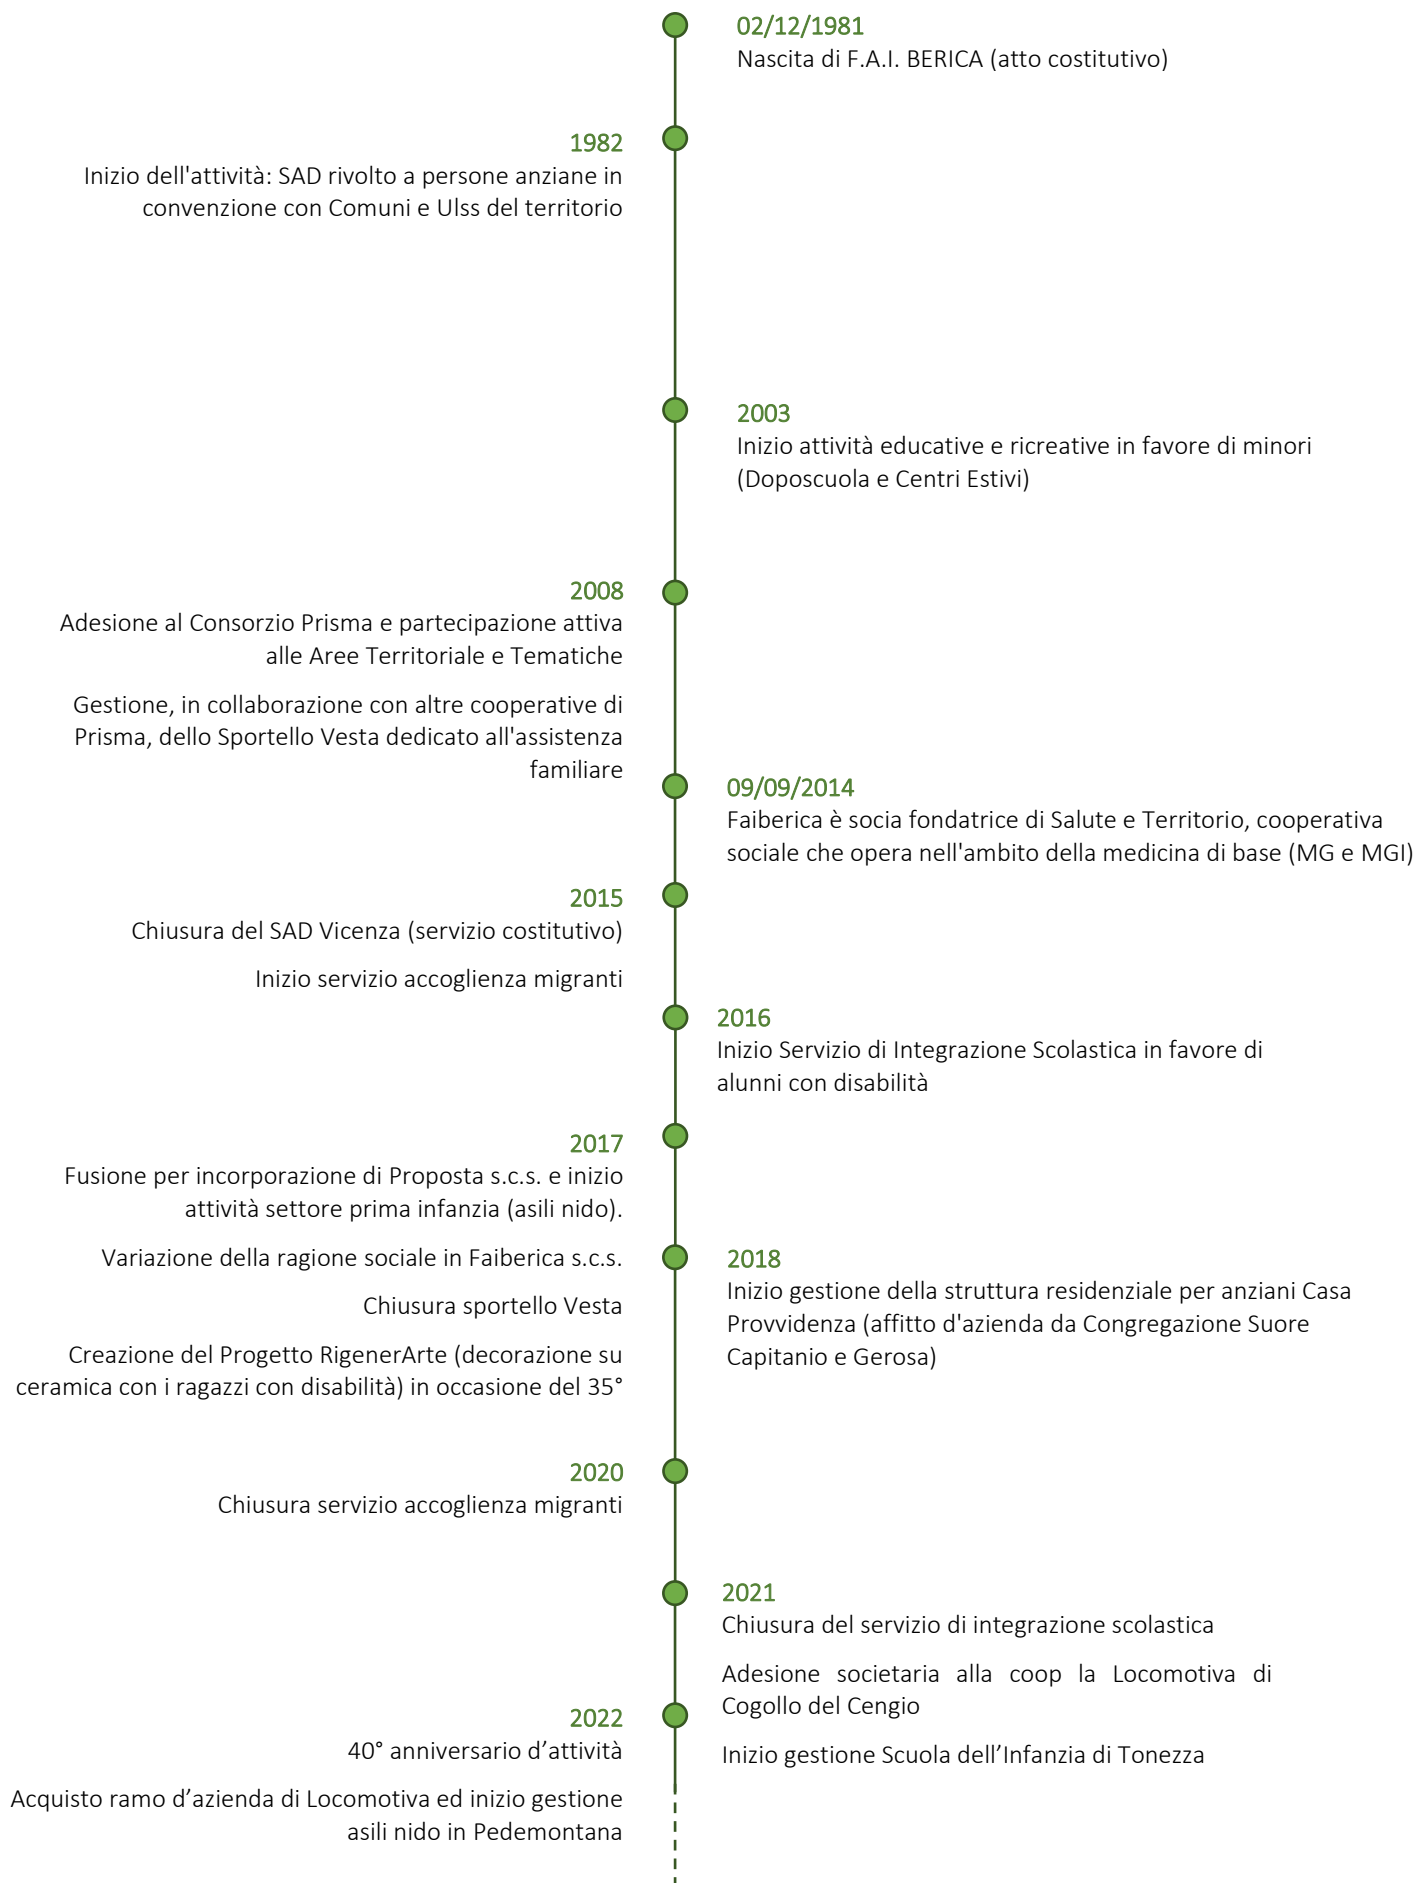 02/12/1981
Nascita di F.A.I. BERICA (atto costitutivo)
1982
Inizio dell'attività: SAD rivolto a persone anziane in
convenzione con Comuni e Ulss del territorio
2003
Inizio attività educative e ricreative in favore di minori
(Doposcuola e Centri Estivi)
2008
Adesione al Consorzio Prisma e partecipazione attiva
alle Aree Territoriale e Tematiche
Gestione, in collaborazione con altre cooperative di
Prisma, dello Sportello Vesta dedicato all'assistenza
familiare
09/09/2014
Faiberica è socia fondatrice di Salute e Territorio, cooperativa
sociale che opera nell'ambito della medicina di base (MG e MGI)
2015
Chiusura del SAD Vicenza (servizio costitutivo)
Inizio servizio accoglienza migranti
2016
Inizio Servizio di Integrazione Scolastica in favore di
alunni con disabilità
2017
Fusione per incorporazione di Proposta s.c.s. e inizio
attività settore prima infanzia (asili nido).
Variazione della ragione sociale in Faiberica s.c.s.
Chiusura sportello Vesta
Creazione del Progetto RigenerArte (decorazione su
ceramica con i ragazzi con disabilità) in occasione del 35°
2018
Inizio gestione della struttura residenziale per anziani Casa
Provvidenza (affitto d'azienda da Congregazione Suore
Capitanio e Gerosa)
2020
Chiusura servizio accoglienza migranti
2021
Chiusura del servizio di integrazione scolastica
Adesione societaria alla coop la Locomotiva di
Cogollo del Cengio
Inizio gestione Scuola dell’Infanzia di Tonezza
2022
40° anniversario d’attività
Acquisto ramo d’azienda di Locomotiva ed inizio gestione
asili nido in Pedemontana